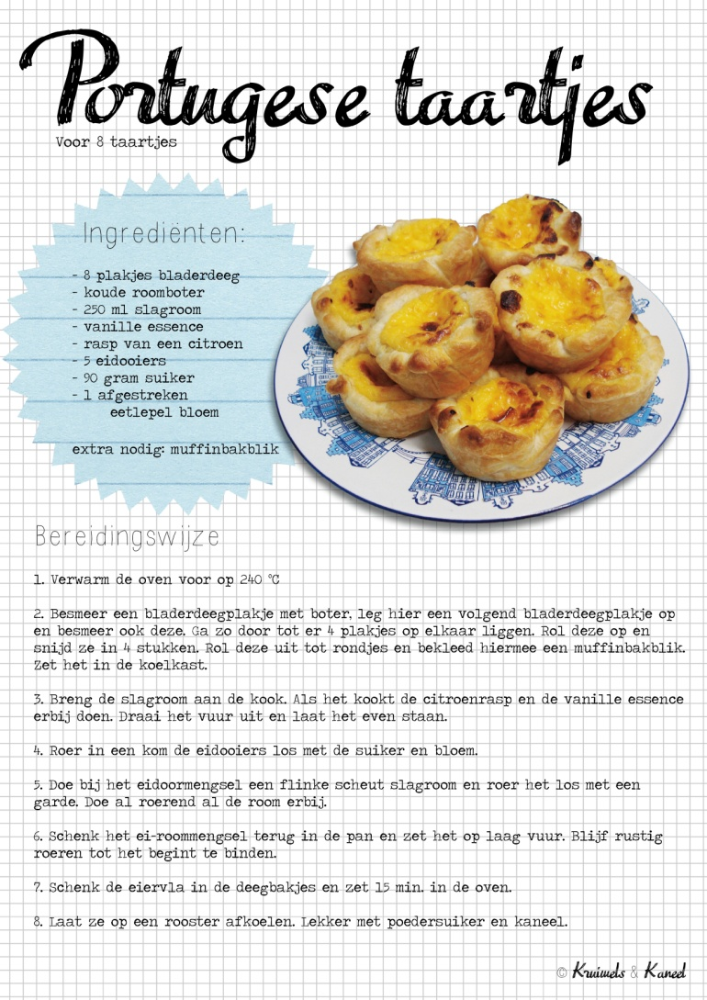 Portugese taartjes
Voor 8 taartjes
Ingrediënten:
- 8 plakjes bladerdeeg
- koude roomboter
- 250 ml slagroom
- vanille essence
- rasp van een citroen
- 5 eidooiers
- 90 gram suiker
- 1 afgestreken
eetlepel bloem
extra nodig: muffinbakblik
Bereidingswijze
1. Verwarm de oven voor op 240 °C
2. Besmeer een bladerdeegplakje met boter, leg hier een volgend bladerdeegplakje op
en besmeer ook deze. Ga zo door tot er 4 plakjes op elkaar liggen. Rol deze op en
snijd ze in 4 stukken. Rol deze uit tot rondjes en bekleed hiermee een muffinbakblik.
Zet het in de koelkast.
3. Breng de slagroom aan de kook. Als het kookt de citroenrasp en de vanille essence
erbij doen. Draai het vuur uit en laat het even staan.
4. Roer in een kom de eidooiers los met de suiker en bloem.
5. Doe bij het eidoormengsel een flinke scheut slagroom en roer het los met een
garde. Doe al roerend al de room erbij.
6. Schenk het ei-roommengsel terug in de pan en zet het op laag vuur. Blijf rustig
roeren tot het begint te binden.
7. Schenk de eiervla in de deegbakjes en zet 15 min. in de oven.
8. Laat ze op een rooster afkoelen. Lekker met poedersuiker en kaneel.
© Kruimels & Kaneel